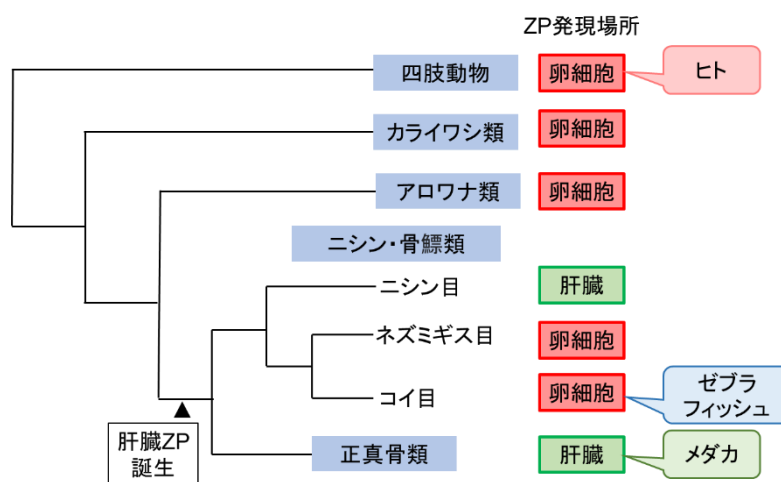 ZP発現場所
四肢動物
卵細胞
ヒト
カライワシ類
卵細胞
アロワナ類
卵細胞
ニシン・骨鰾類
ニシン目
肝臓
ネズミギス目
卵細胞
コイ目
卵細胞
ゼブラ
フィッシュ
肝臓ZP
誕生
正真骨類
肝臓
メダカ